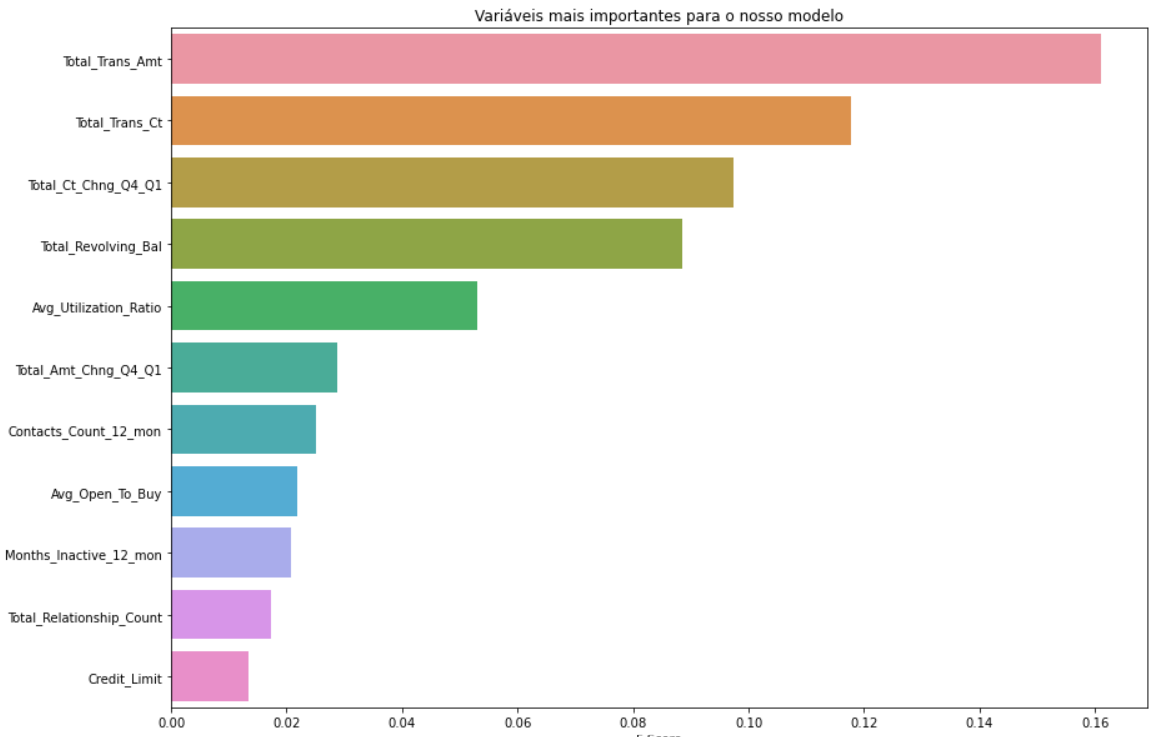 Variáveis mais importantes para o nosso modelo
Total_Trans_Amt
Total_Trans_Ct
Total_Ct_Chng_Q4_Q1
Total_Revolving_Bal
Avg_Utilization_Ratio
Total_Amt_Chng_Q4_Q1
Contacts_Count_12_mon
Avg_Open_To_Buy
Months_Inactive_12_mon
Total_Relationship_Count
Credit_Limit
0.00 0.02 0.04 0.06 0.08 0.10 0.12 0.14 0.16